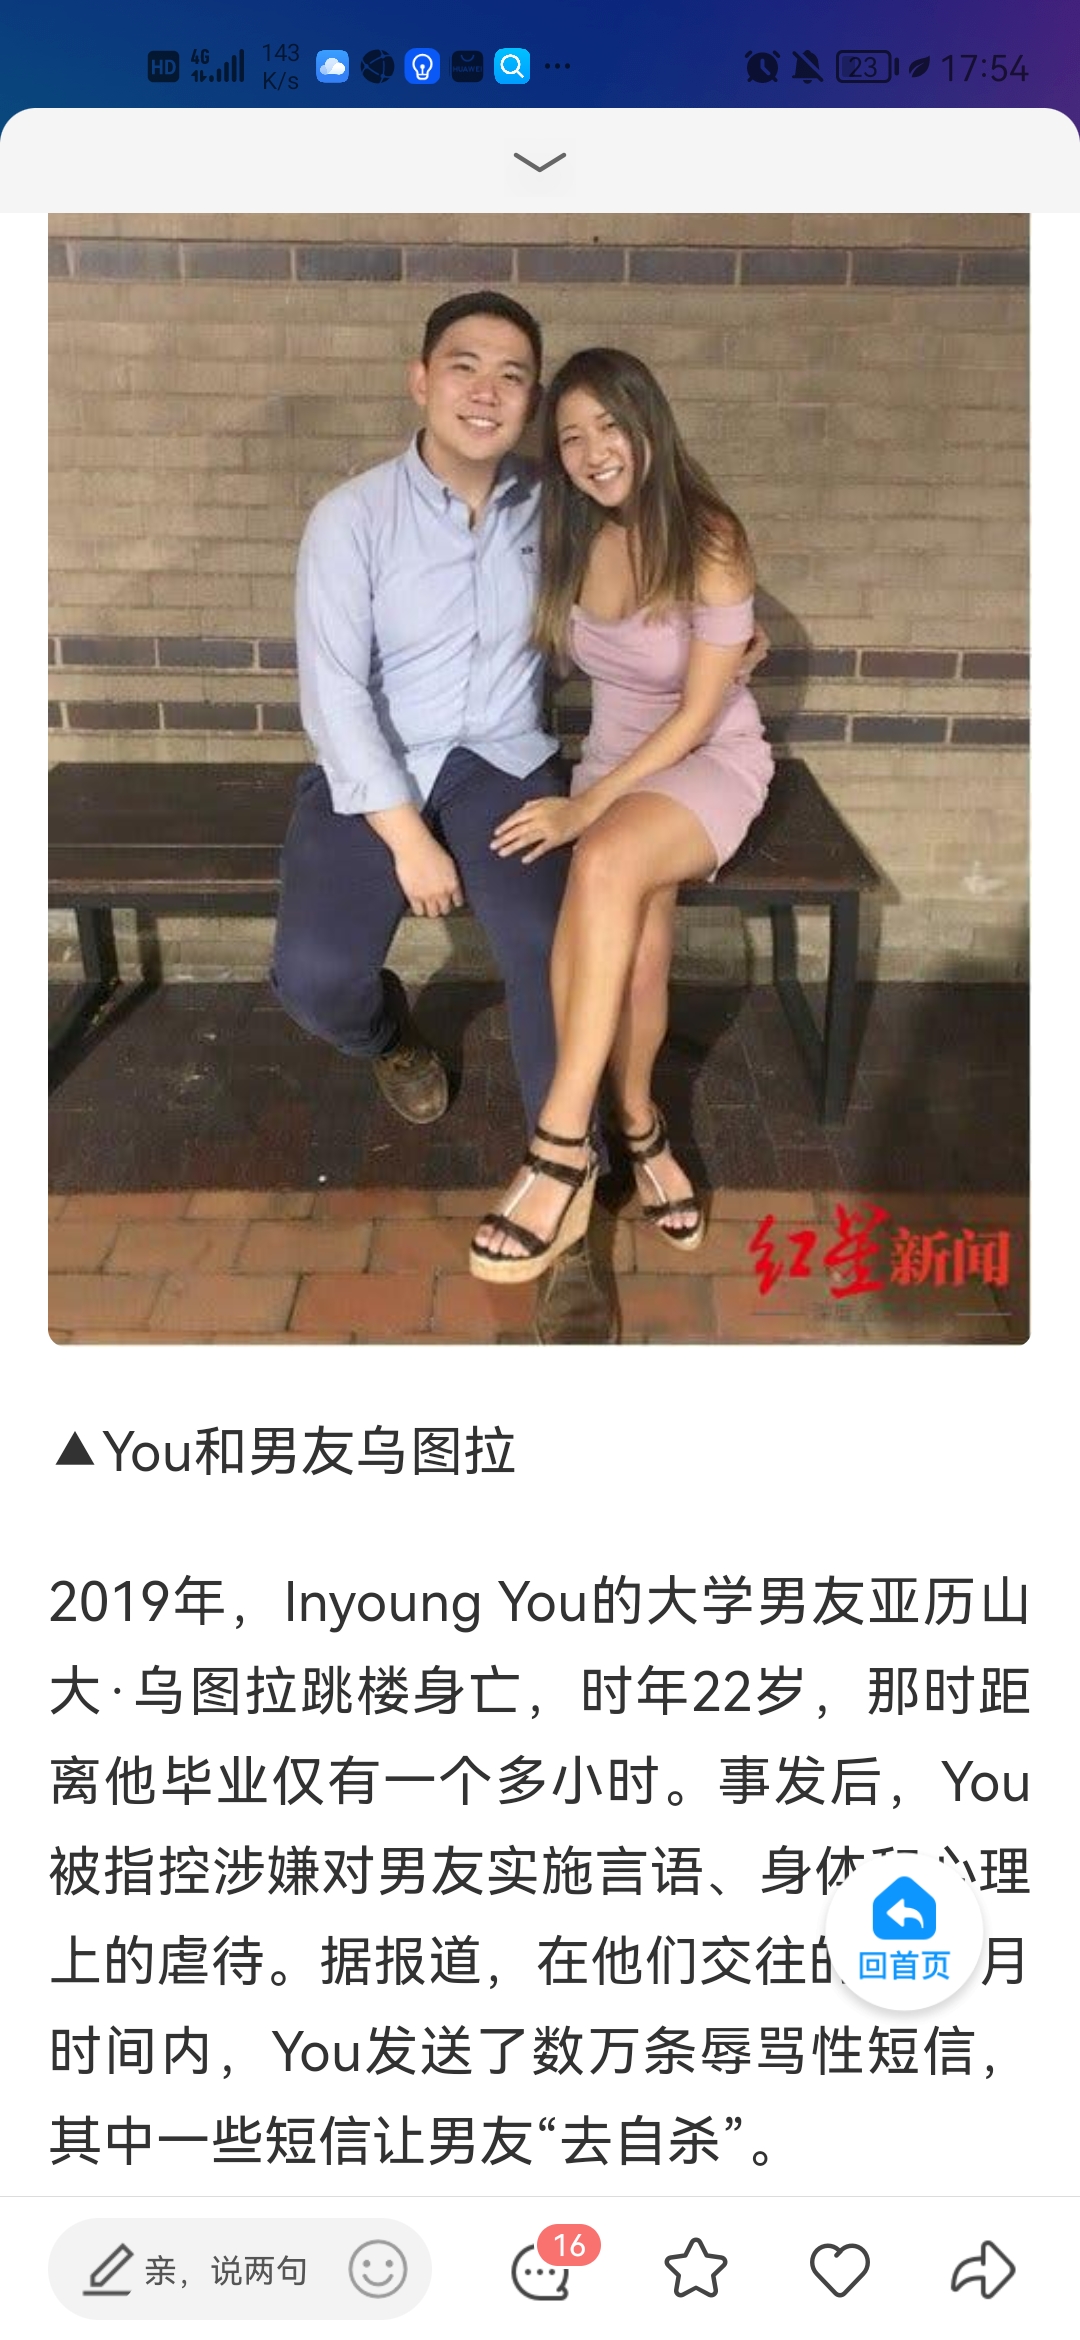 HD 4G 143 K/s HUAWEI 23 17:54
红星新闻
▲You和男友乌图拉
2019年，Inyoung You的大学男友亚历山
大·乌图拉跳楼身亡，时年22岁，那时距
离他毕业仅有一个多小时。事发后，You
被指控涉嫌对男友实施言语、身体和心理
上的虐待。据报道，在他们交往的 月
回首页
时间内，You发送了数万条辱骂性短信，
其中一些短信让男友“去自杀”。
亲，说两句 16